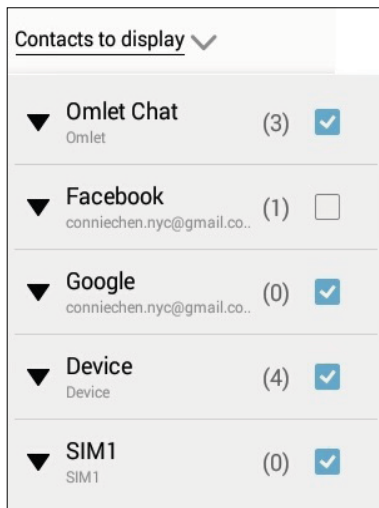 Contacts to display
Omlet Chat (3)
Omlet
Facebook (1)
connniechen.nyc@gmail.co..
Google (0)
conniechen.nyc@gmail.co..
Device (4)
Device
SIM1 (0)
SIM1